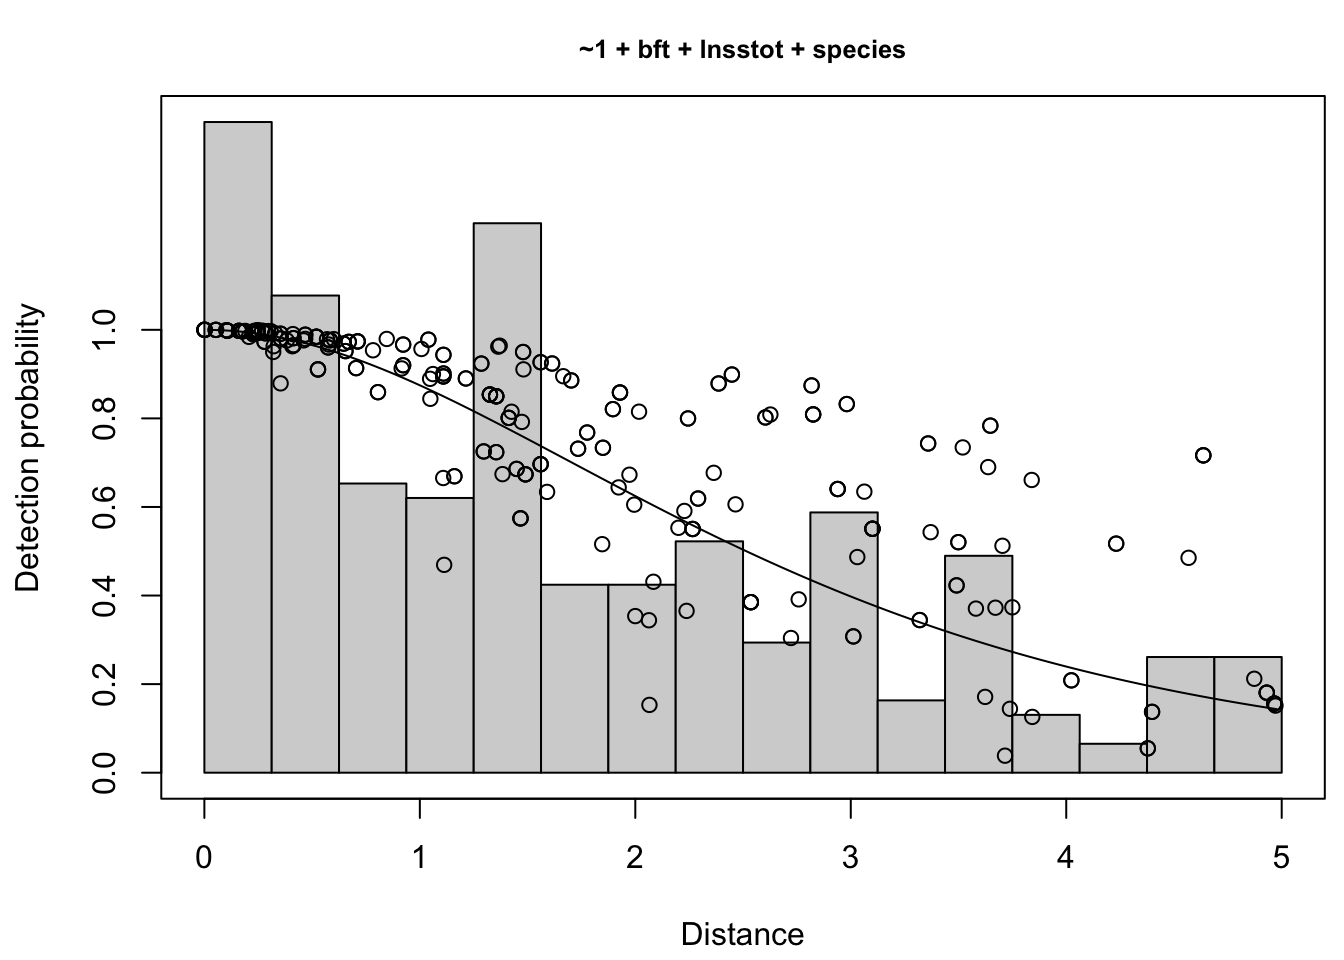 ~1 + bft + lnsstot + species
Detection probability
1.0
0.8
0.6
0.4
0.2
0.0
0 1 2 3 4 5
Distance